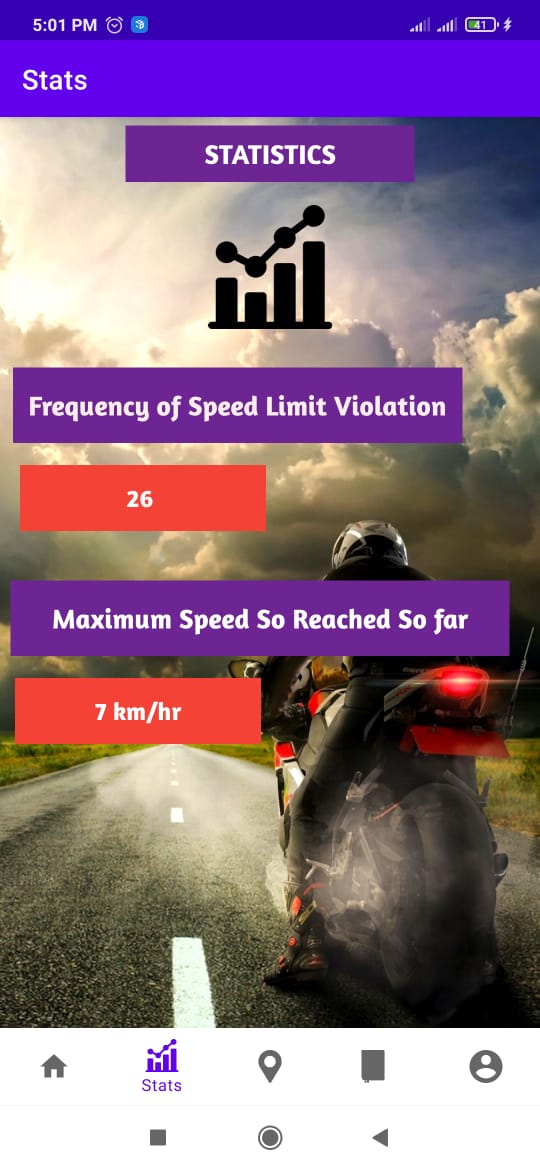 5:01 PM
41
Stats
STATISTICS
Frequency of Speed Limit Violation
26
Maximum Speed So Reached So far
7 km/hr
Stats